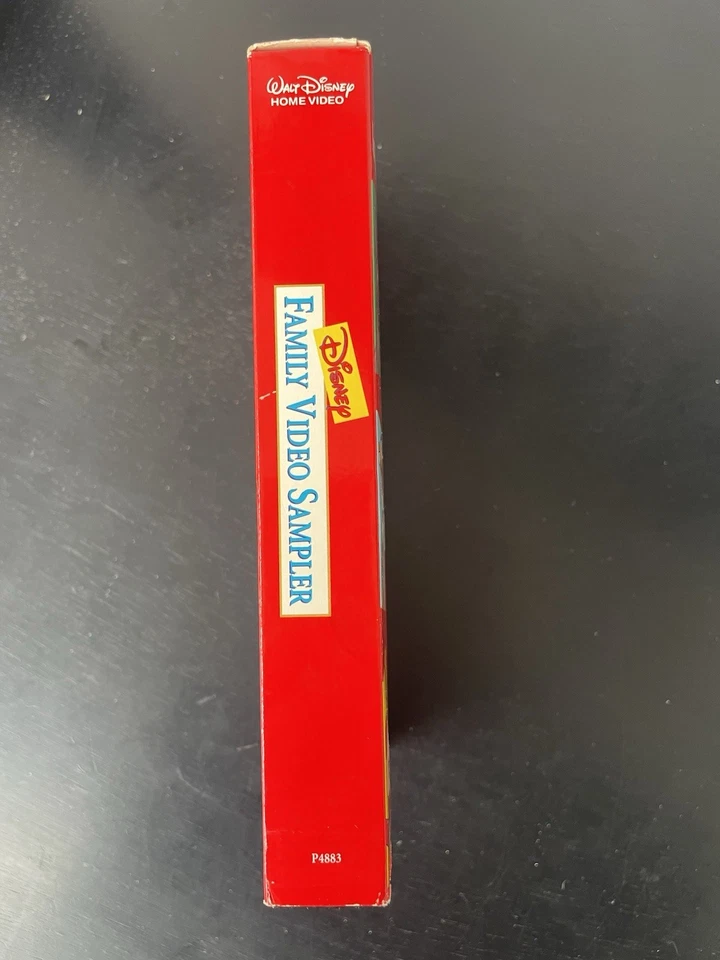 WALT DISNEY
HOME VIDEO
DISNEY
FAMILY VIDEO SAMPLER
P4883